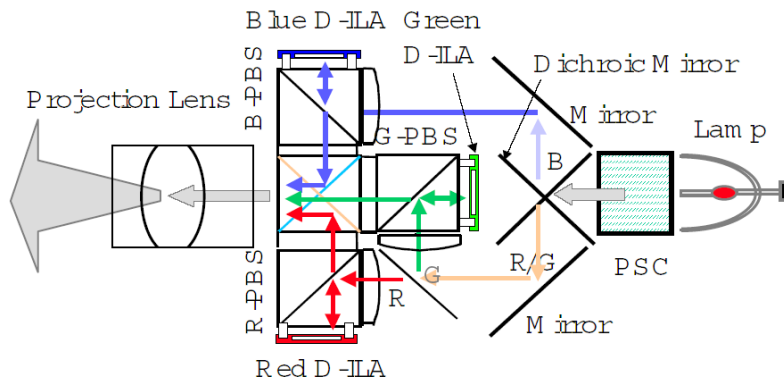 Blue D-ILA Green
D-ILA
B-PBS
Dichroic Mirror
Projection Lens
Mirror
Lamp
G-PBS
B
R/G
PSC
G
R
R-PBS
Mirror
Red D-ILA